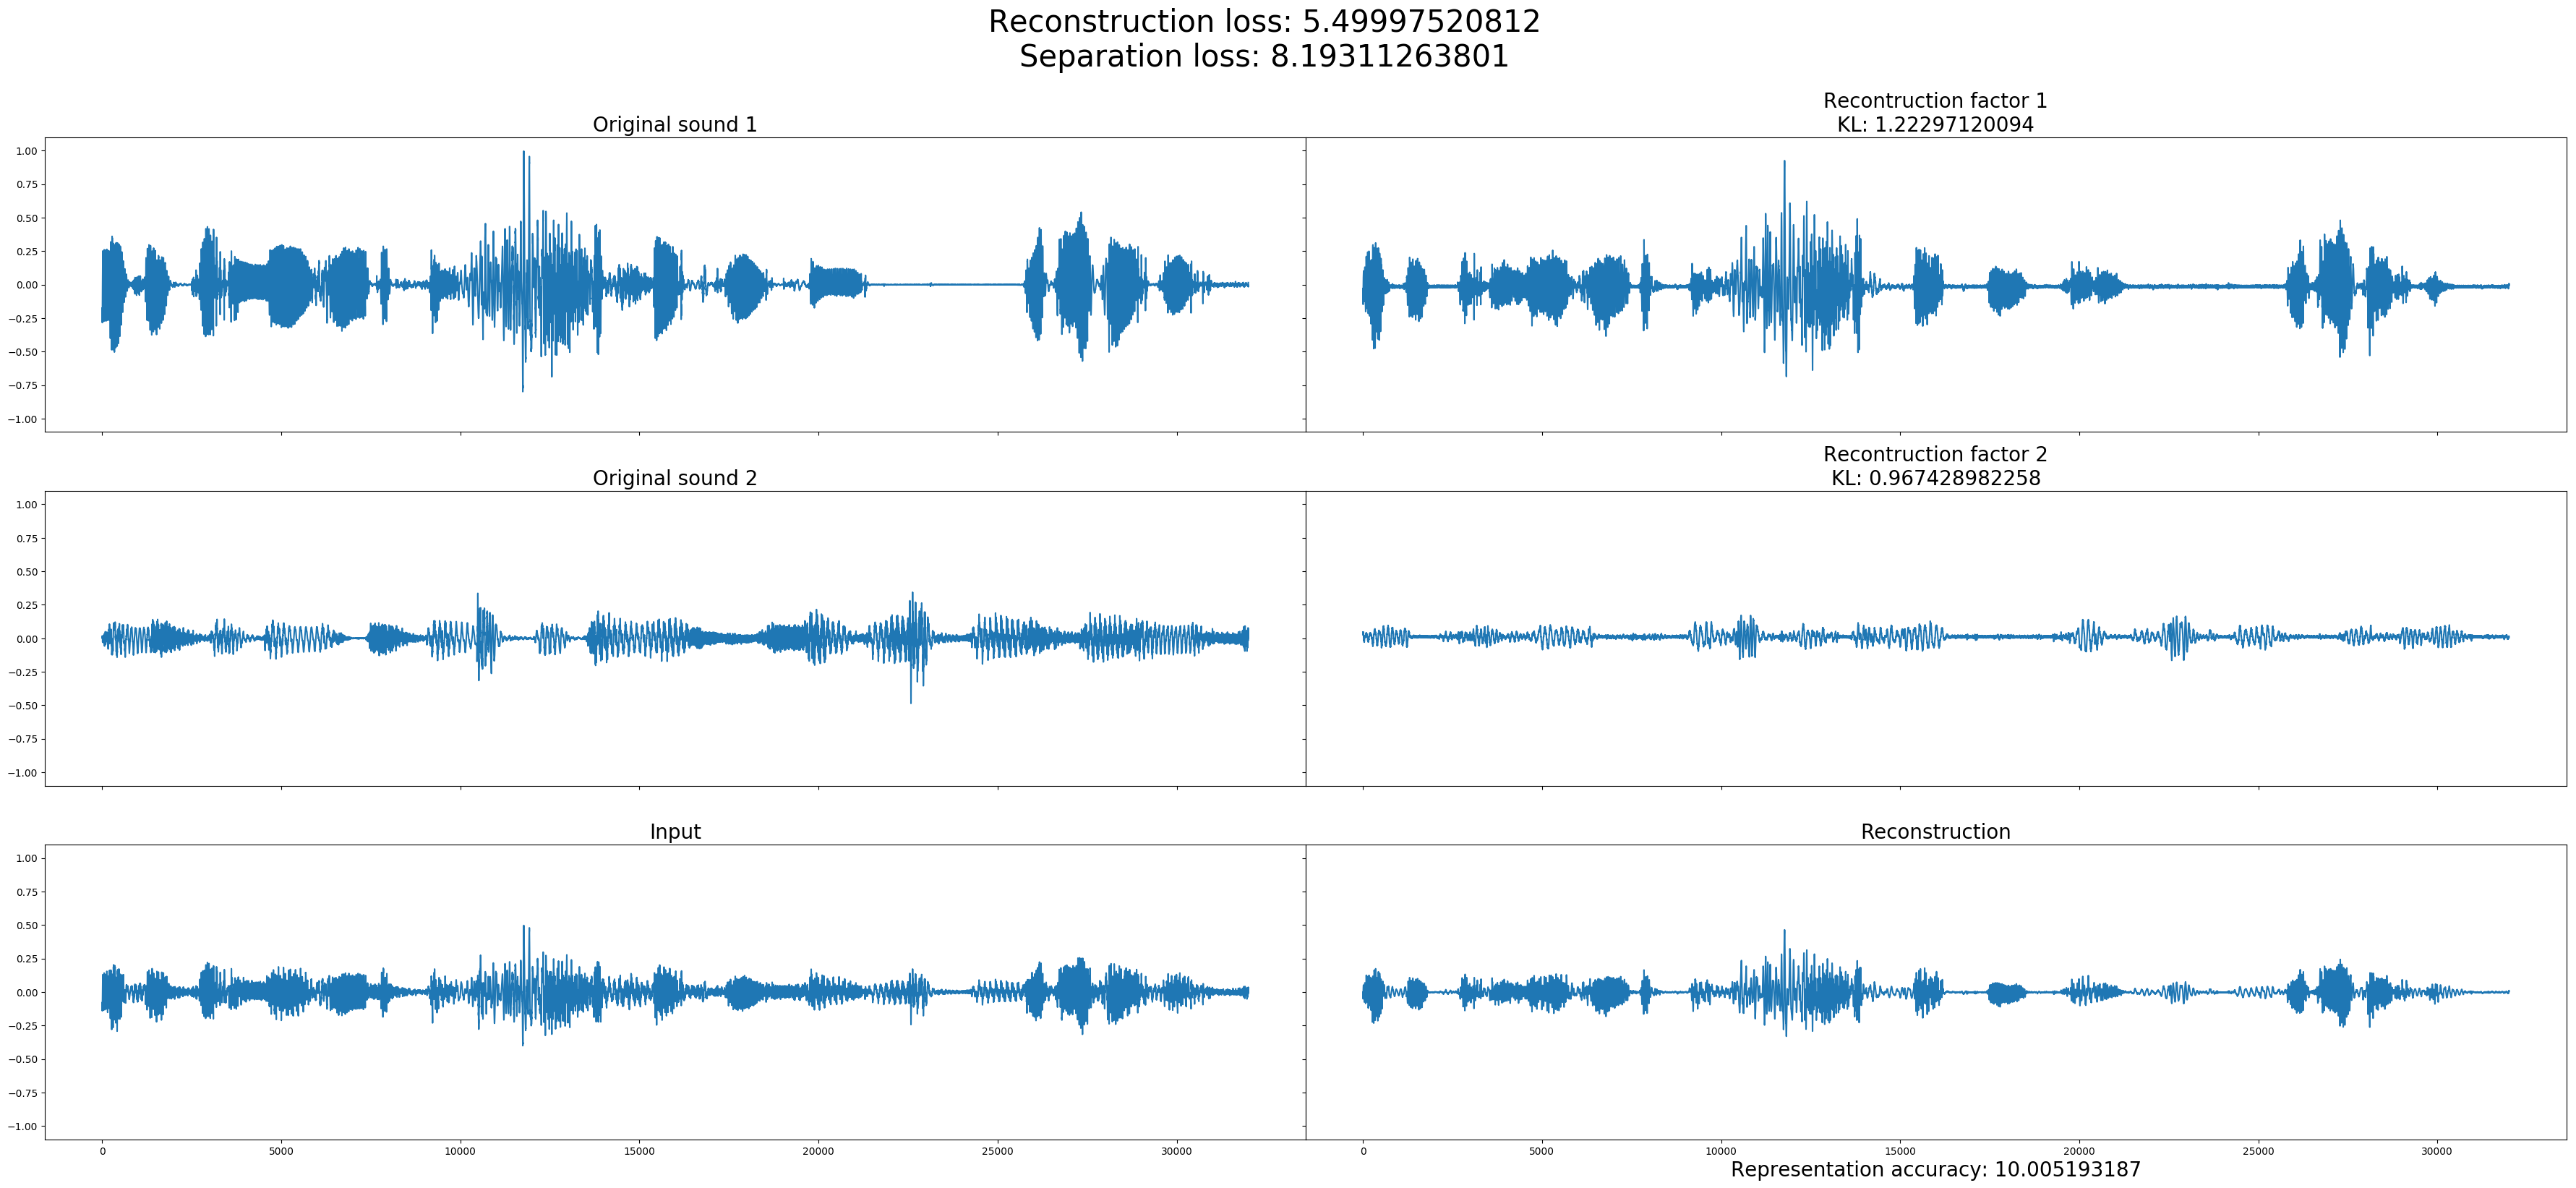 Reconstruction loss: 5.49997520812
Separation loss: 8.19311263801
Original sound 1
Recontruction factor 1
KL: 1.22297120094
1.00
0.75
0.50
0.25
0.00
−0.25
−0.50
−0.75
−1.00
Original sound 2
Recontruction factor 2
KL: 0.967428982258
1.00
0.75
0.50
0.25
0.00
−0.25
−0.50
−0.75
−1.00
Input
Reconstruction
1.00
0.75
0.50
0.25
0.00
−0.25
−0.50
−0.75
−1.00
0 5000 10000 15000 20000 25000 30000
0 5000 10000 15000 20000 25000 30000
Representation accuracy: 10.005193187